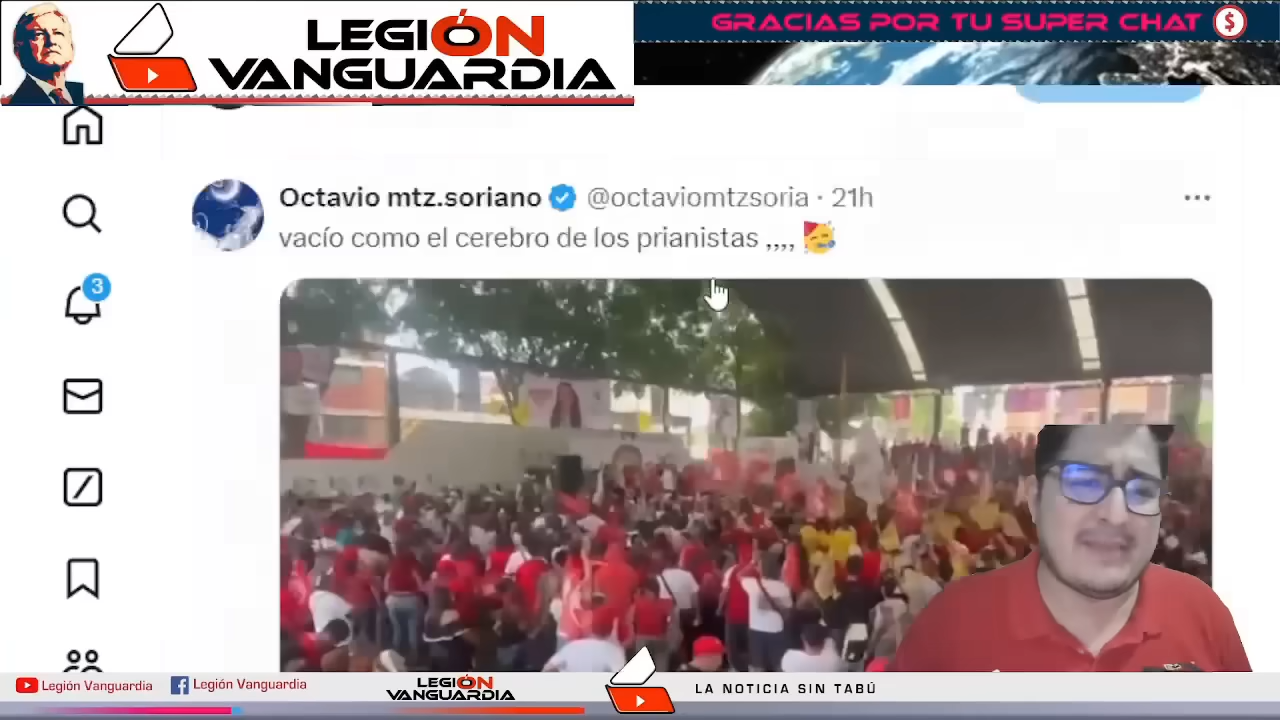 LEGIÓN
VANGUARDIA
GRACIAS POR TU SUPER CHAT $
Octavio mtz.soriano @octaviomtzsoria · 21h
vacío como el cerebro de los prianistas ,,,,
3
Legión Vanguardia
Legión Vanguardia
LEGIÓN
VANGUARDIA
LA NOTICIA SIN TABÚ